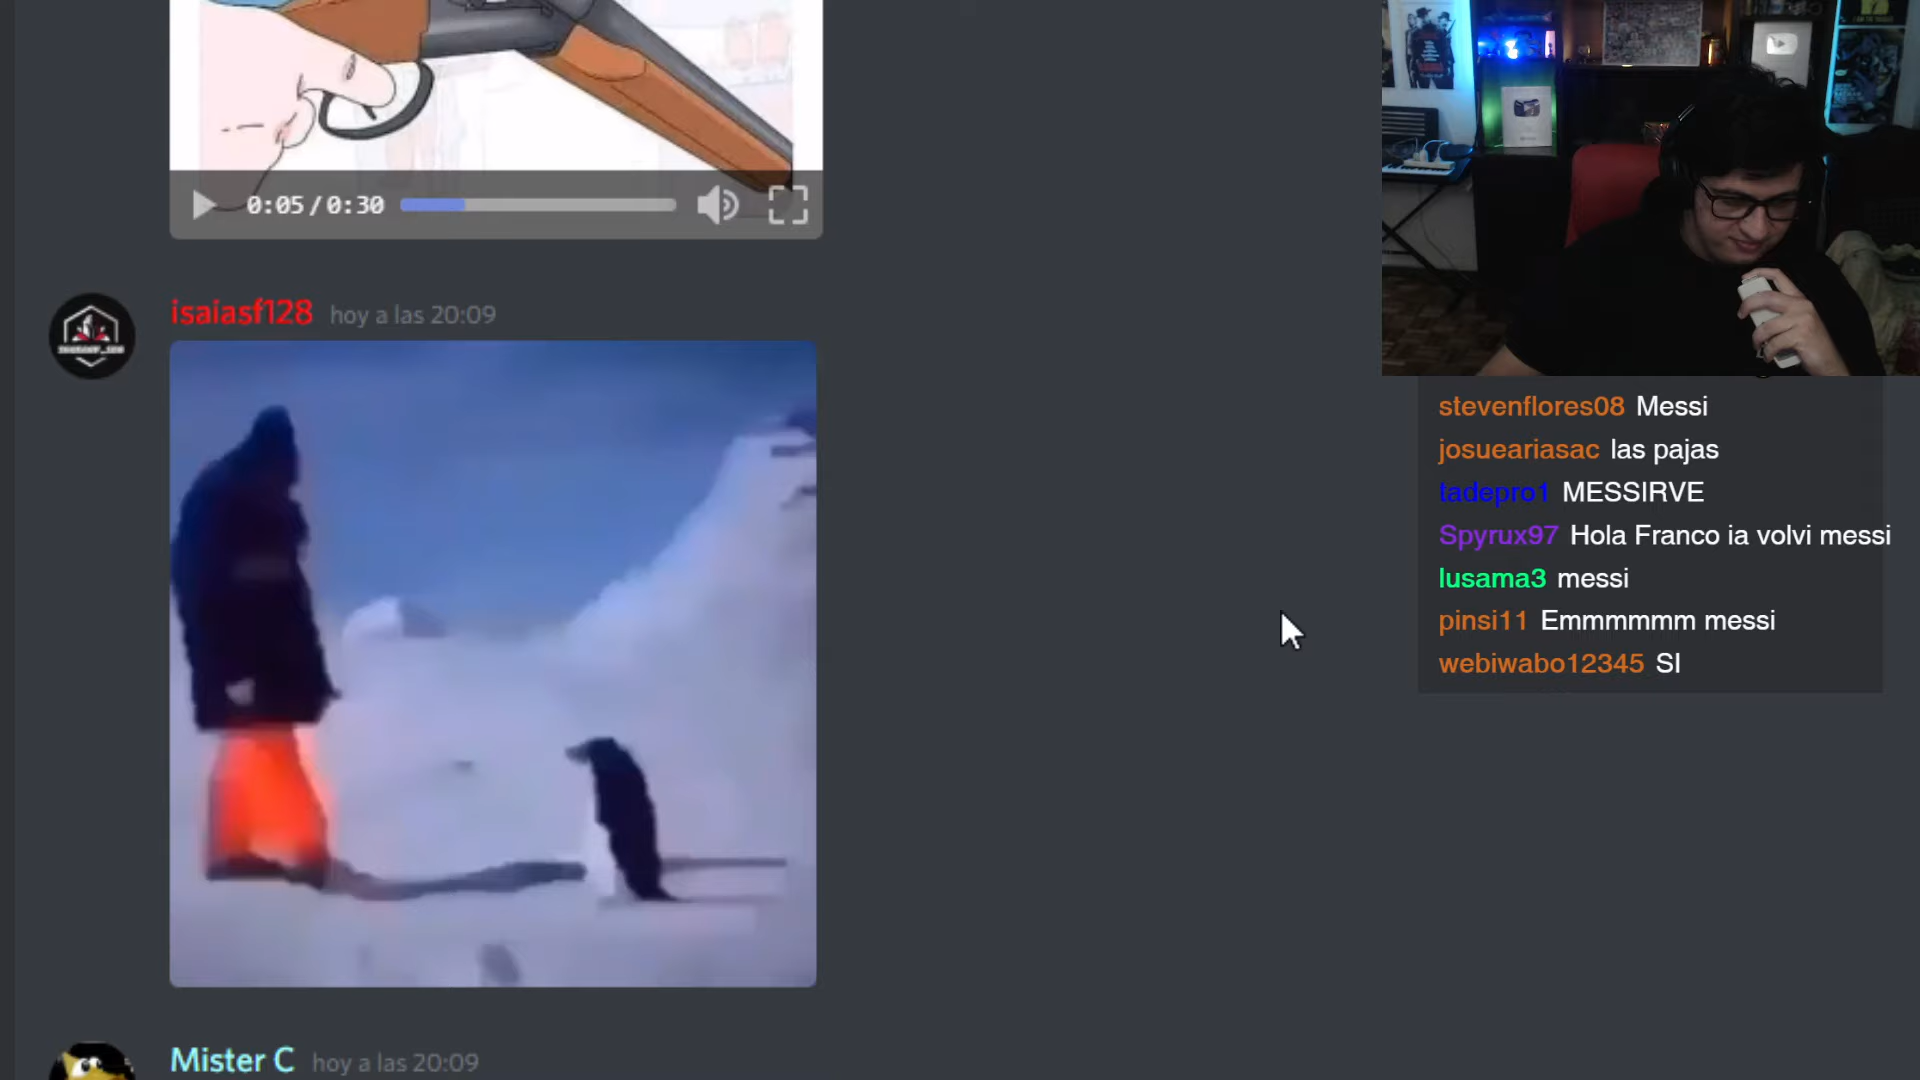 0:05 / 0:30
isaiasf128 hoy a las 20:09
stevenflores08 Messi
josueariasac las pajas
tadepro1 MESSIRVE
Spyrux97 Hola Franco ia volvi messi
lusama3 messi
pinsi11 Emmmmmm messi
webiwabo12345 SI
Mister C hoy a las 20:09